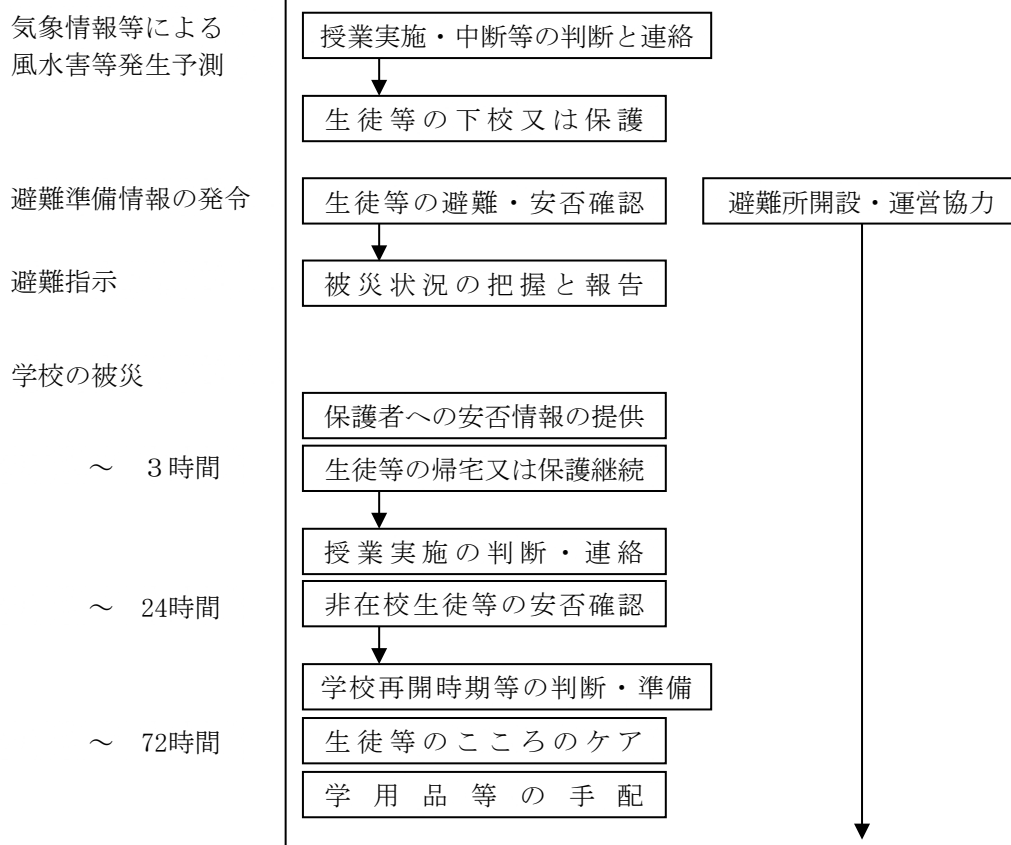 気象情報等による
風水害等発生予測
授業実施・中断等の判断と連絡
生徒等の下校又は保護
避難準備情報の発令
生徒等の避難・安否確認
避難所開設・運営協力
避難指示
被災状況の把握と報告
学校の被災
保護者への安否情報の提供
～ 3時間
生徒等の帰宅又は保護継続
授業実施の判断・連絡
～ 24時間
非在校生徒等の安否確認
学校再開時期等の判断・準備
～ 72時間
生徒等のこころのケア
学用品等の手配